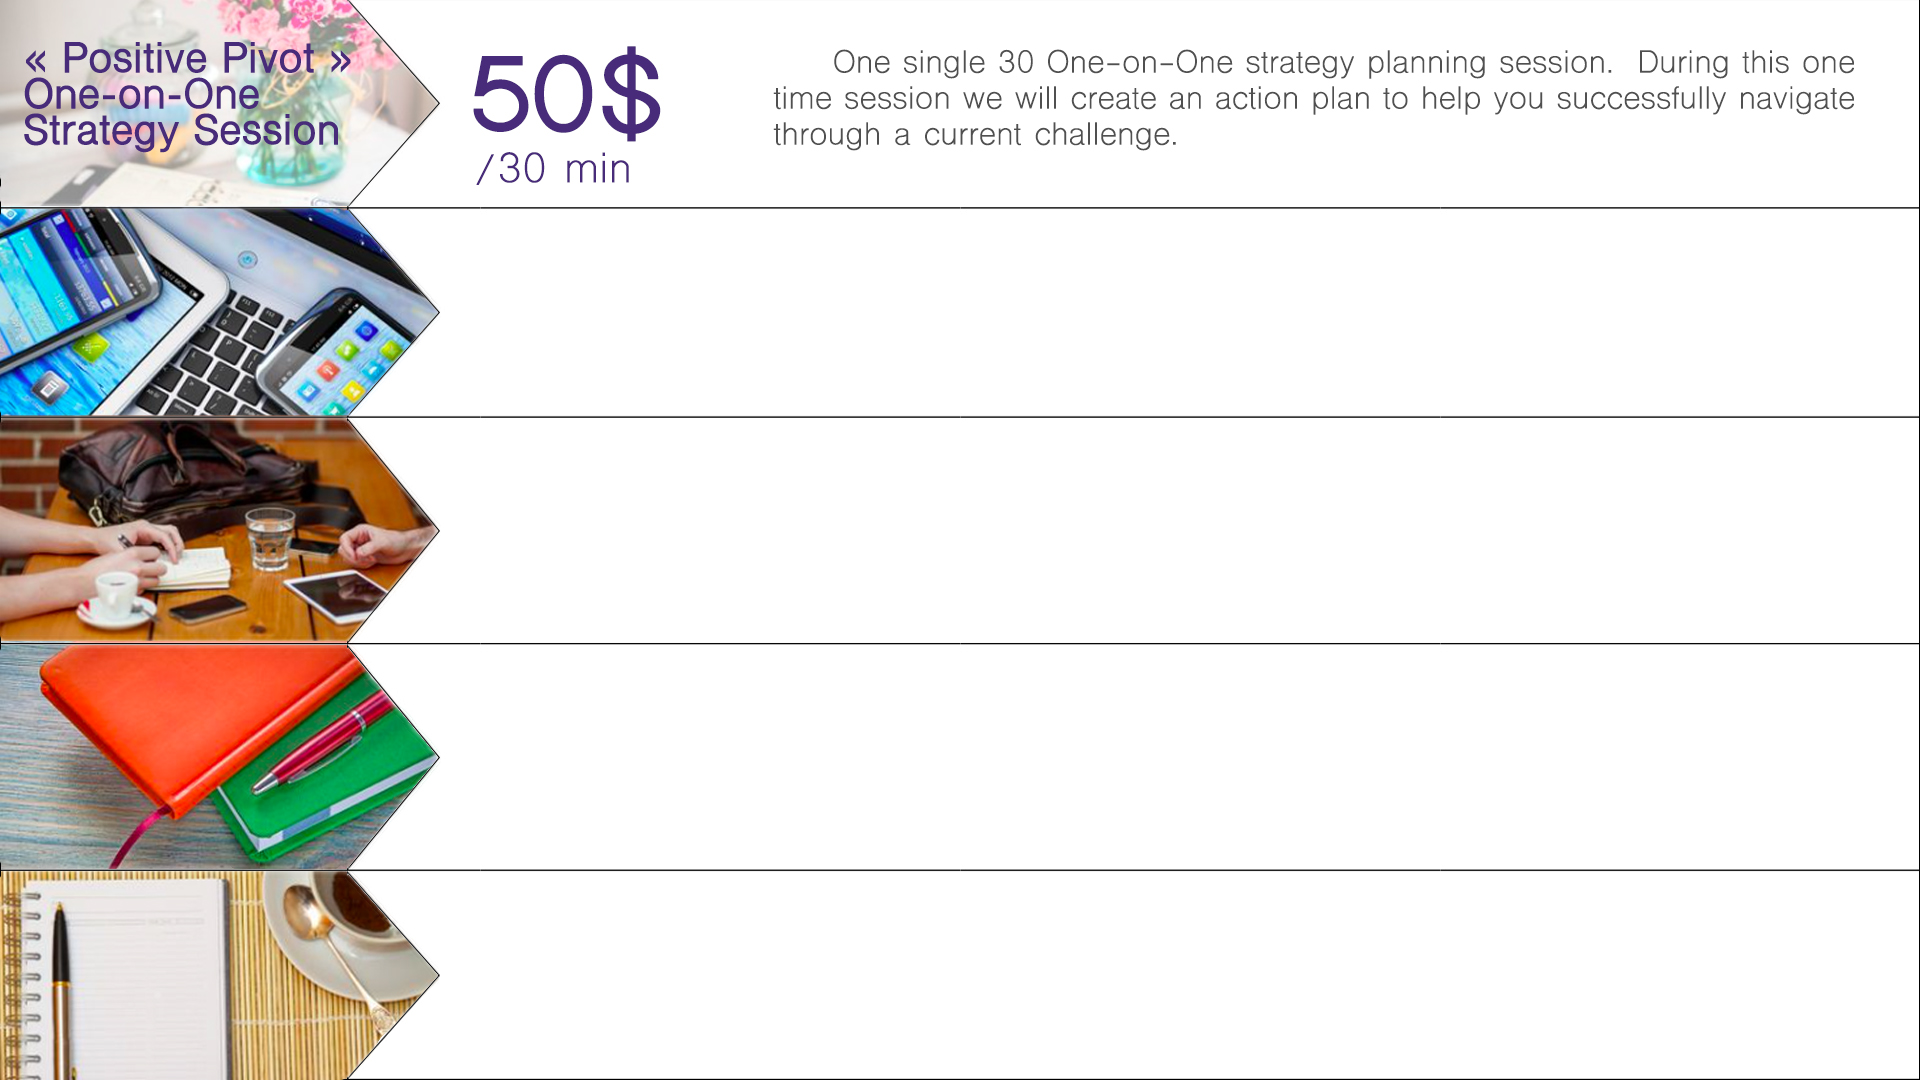 « Positive Pivot »
One-on-One
Strategy Session
50$
/30 min
One single 30 One-on-One strategy planning session. During this one
time session we will create an action plan to help you successfully navigate
through a current challenge.